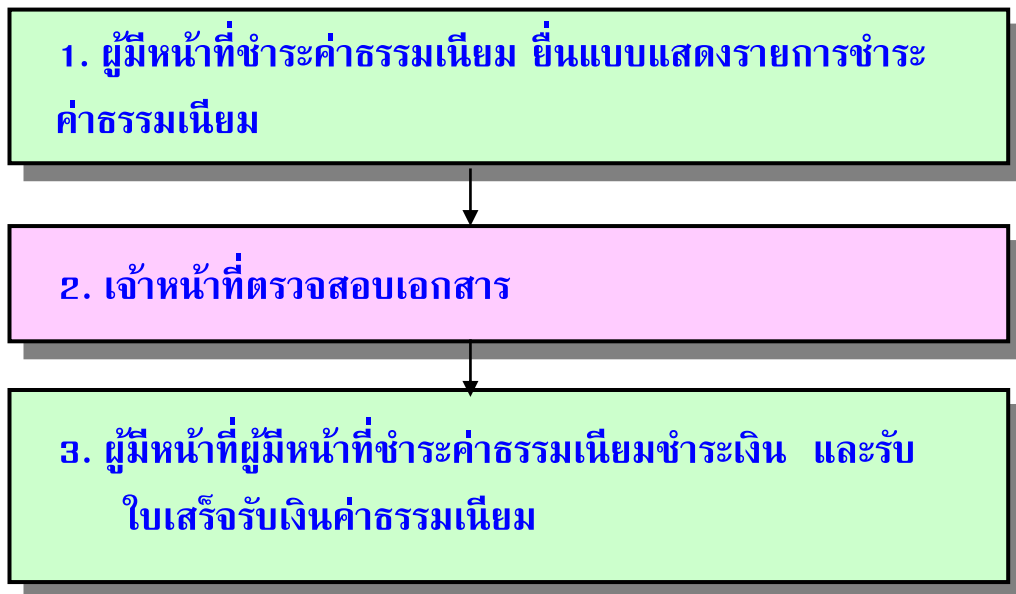 1. ผู้มีหน้าที่ชำระค่าธรรมเนียม ยื่นแบบแสดงรายการชำระ
ค่าธรรมเนียม
2. เจ้าหน้าที่ตรวจสอบเอกสาร
3. ผู้มีหน้าที่ผู้มีหน้าที่ชำระค่าธรรมเนียมชำระเงิน และรับ
ใบเสร็จรับเงินค่าธรรมเนียม